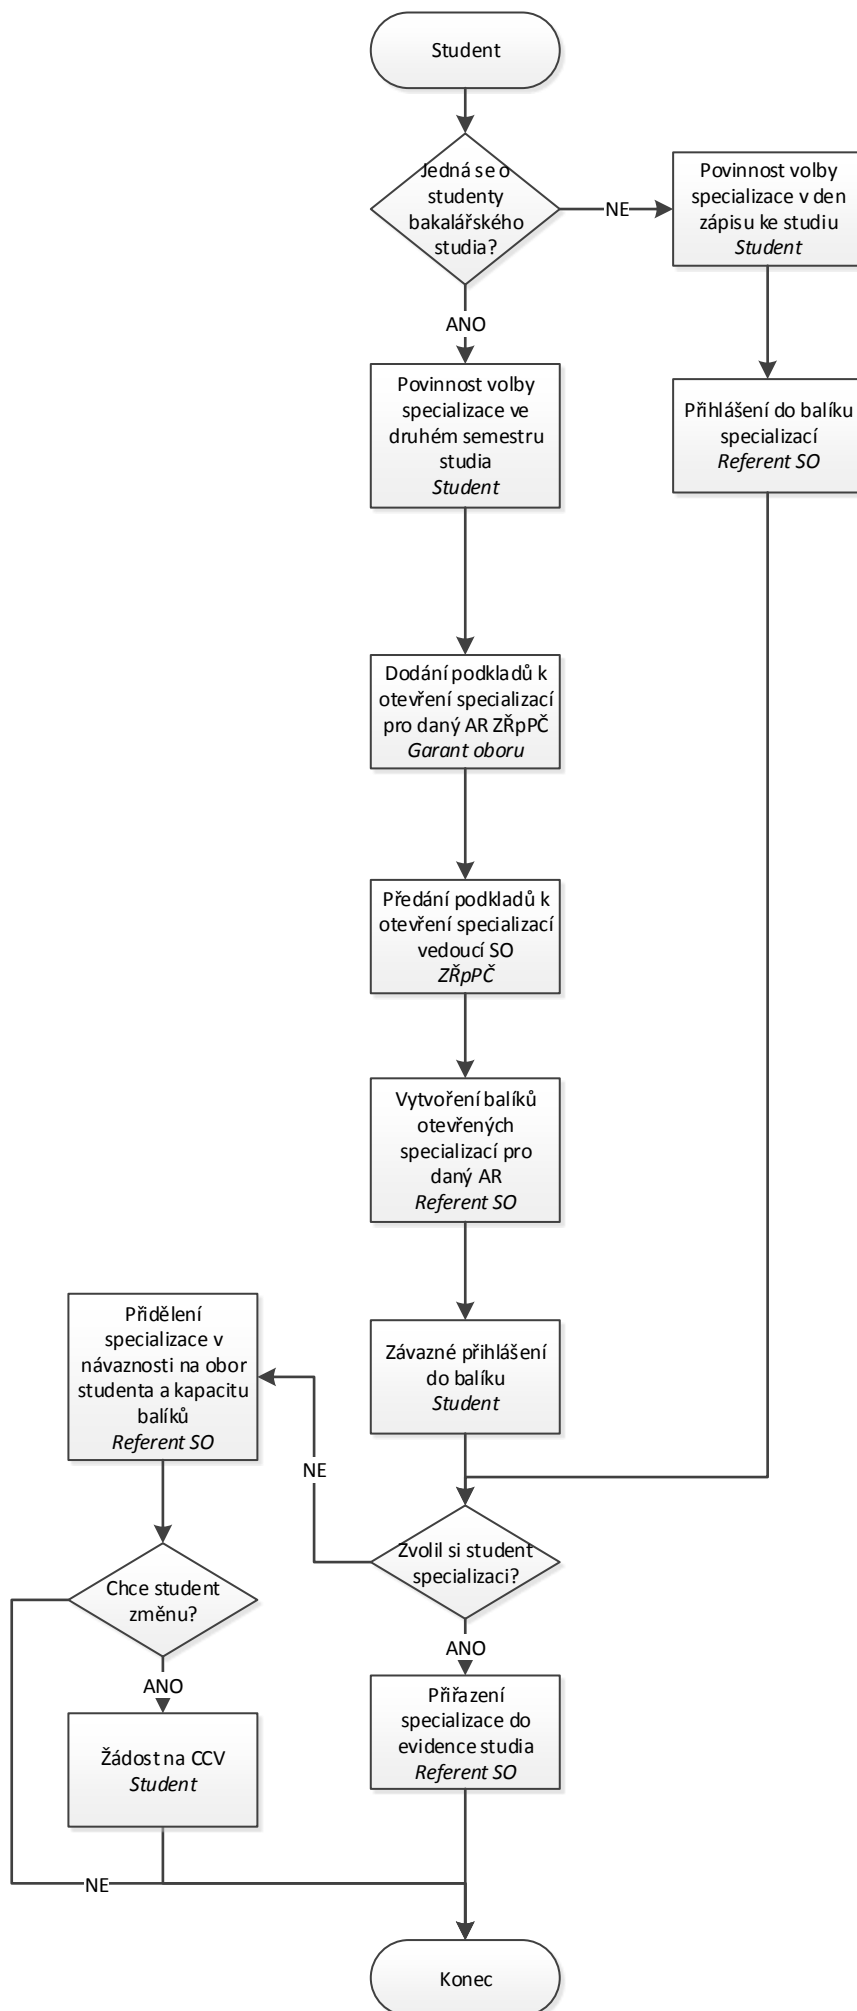 Student
Jedná se o
studenty
bakalářského
studia?
NE
Povinnost volby
specializace v den
zápisu ke studiu
Student
ANO
Povinnost volby
specializace ve
druhém semestru
studia
Student
Přihlášení do balíku
specializací
Referent SO
Dodání podkladů k
otevření specializací
pro daný AR ZŘpPČ
Garant oboru
Předání podkladů k
otevření specializací
vedoucí SO
ZŘpPČ
Vytvoření balíků
otevřených
specializací pro
daný AR
Referent SO
Přidělení
specializace v
návaznosti na obor
studenta a kapacitu
balíků
Referent SO
Závazné přihlášení
do balíku
Student
NE
Zvolil si student
specializaci?
Chce student
změnu?
ANO
ANO
Přiřazení
specializace do
evidence studia
Referent SO
Žádost na CCV
Student
NE
Konec